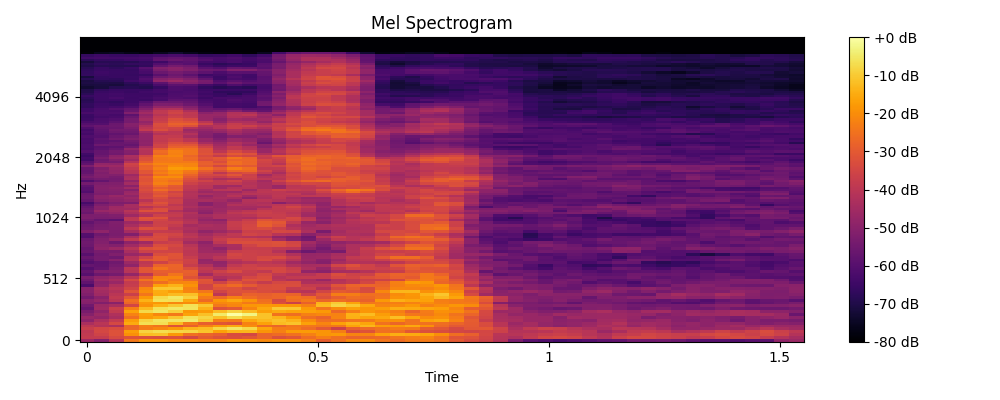 Mel Spectrogram
+0 dB
4096
-10 dB
-20 dB
2048
-30 dB
Hz
-40 dB
1024
-50 dB
512
-60 dB
-70 dB
0
-80 dB
0 0.5 1 1.5
Time